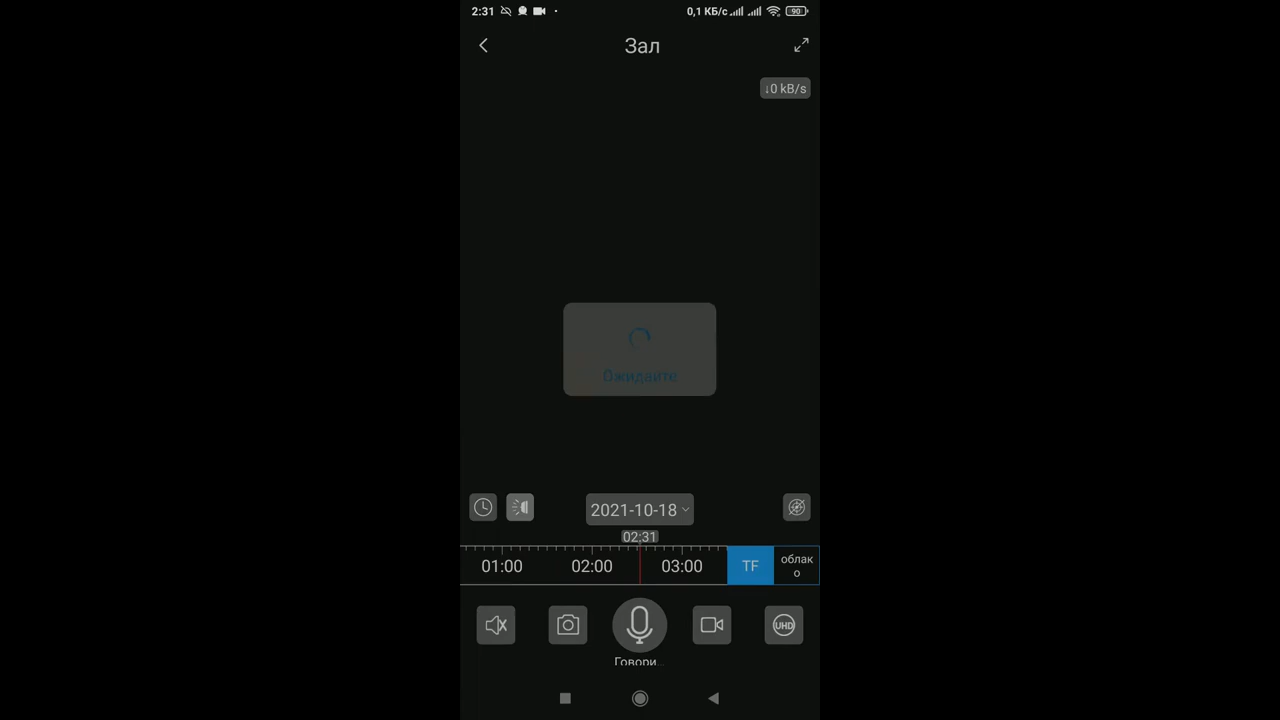 2:31 0,1 КБ/с 90
Зал
↓0 kB/s
Ожидайте
2021-10-18
02:31
01:00 02:00 03:00 TF облак
о
UHD
Говори...